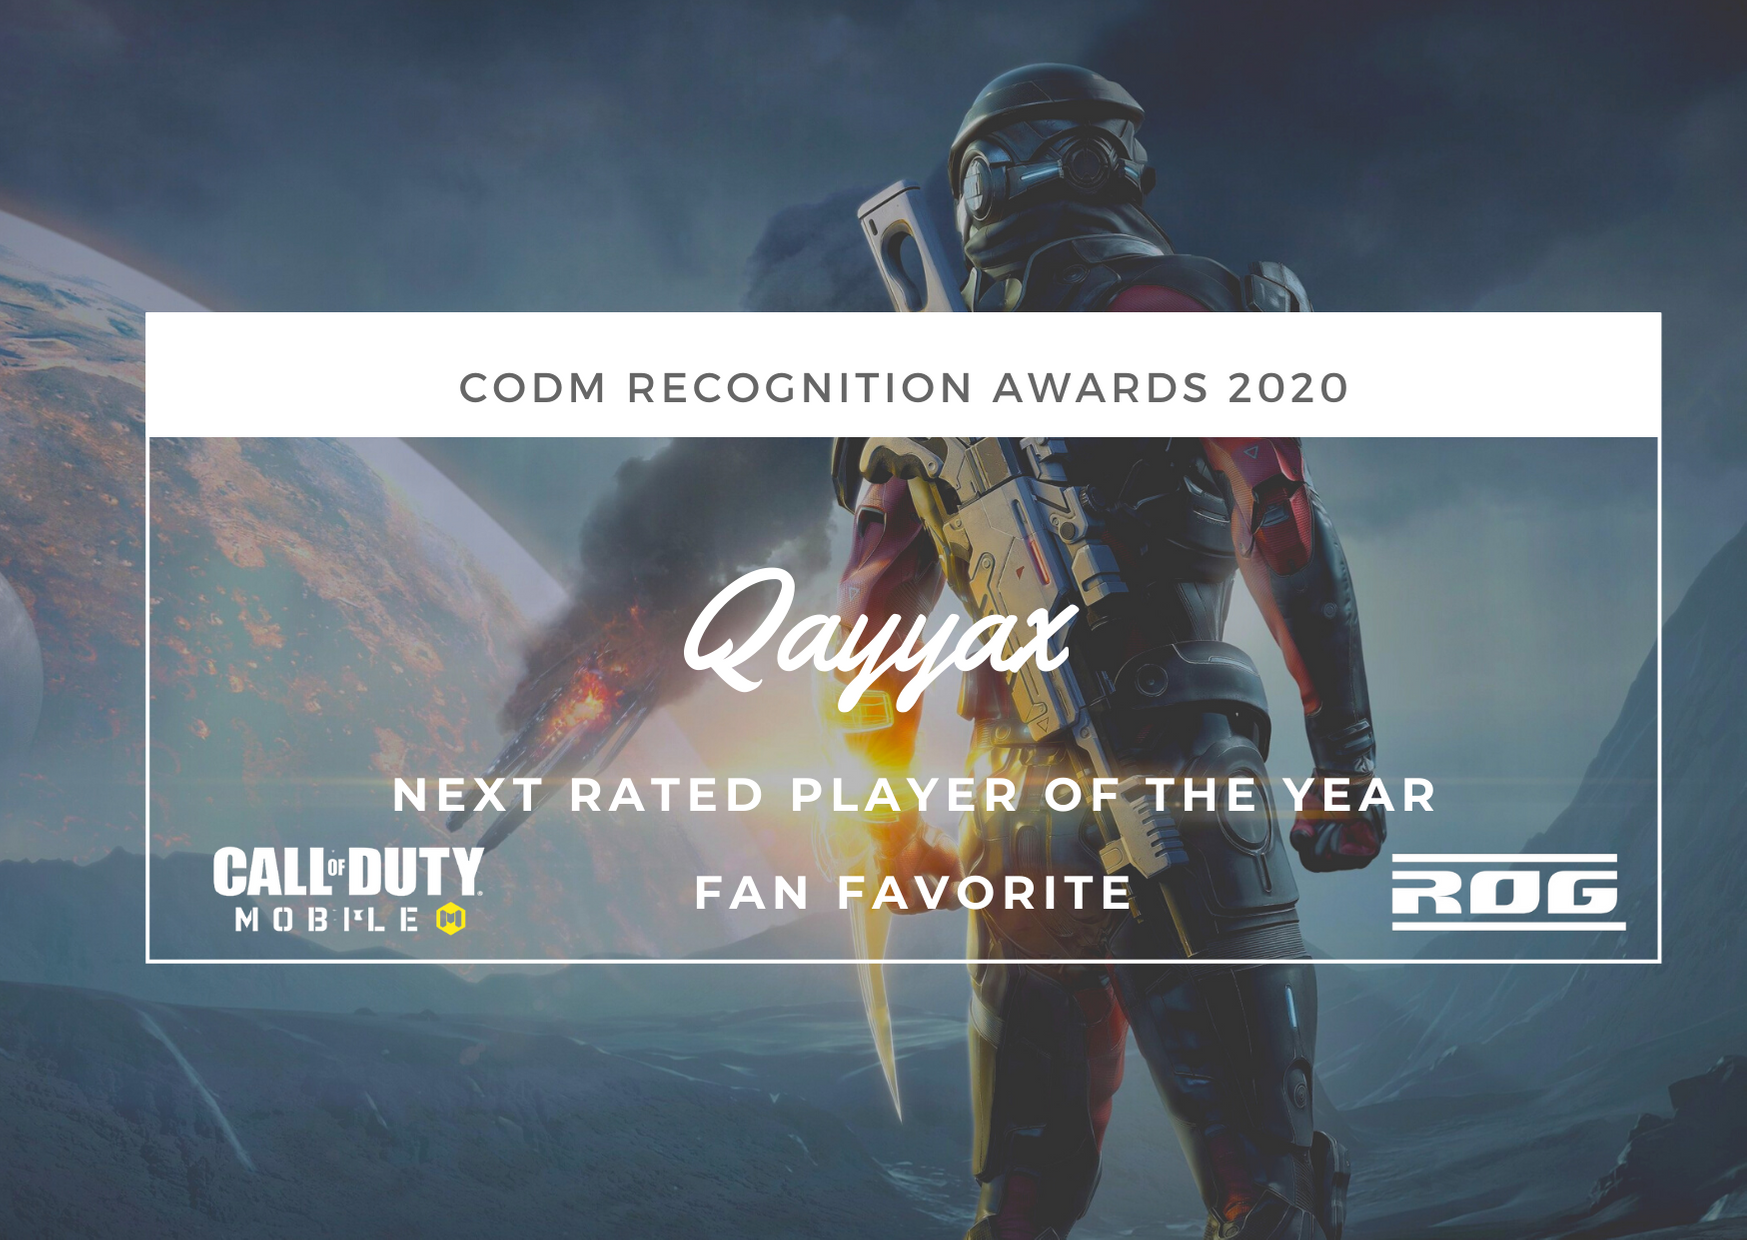 CODM RECOGNITION AWARDS 2020
Qayyax
NEXT RATED PLAYER OF THE YEAR
FAN FAVORITE
CALL OF DUTY
MOBILE
ROG